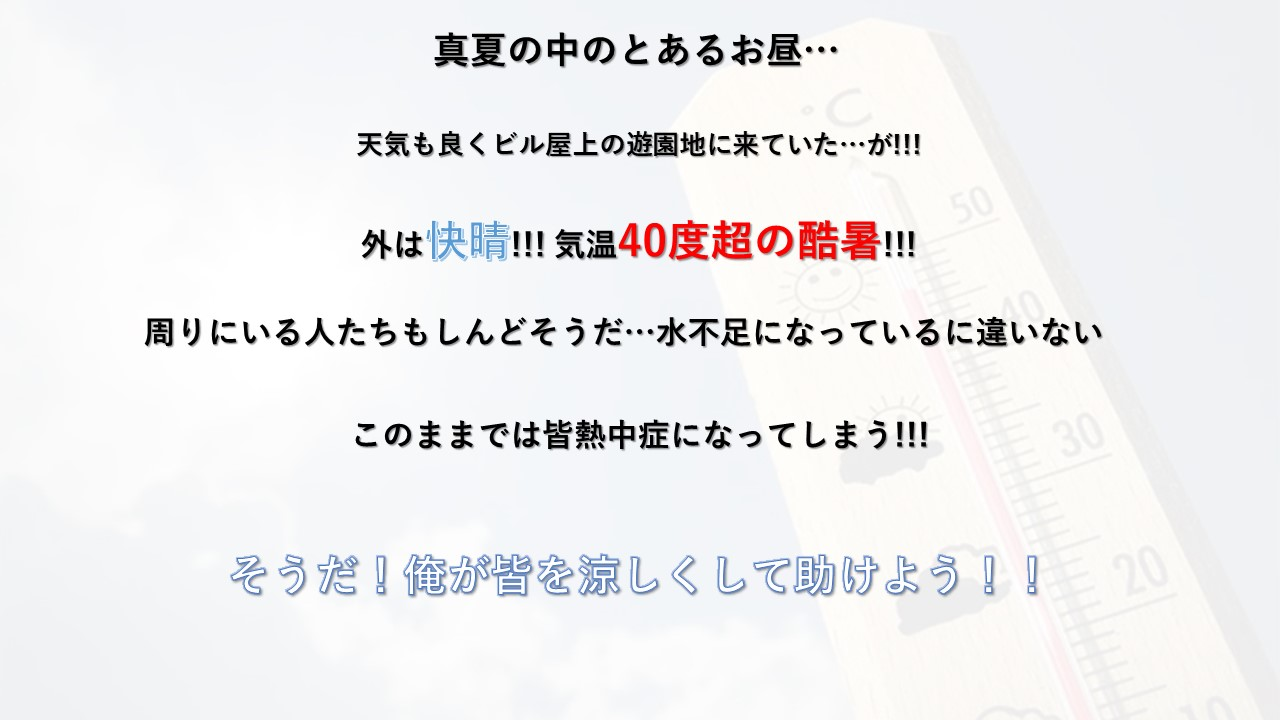 真夏の中のとあるお昼…
天気も良くビル屋上の遊園地に来ていた…が!!!
外は快晴!!! 気温40度超の酷暑!!!
周りにいる人たちもしんどそうだ…水不足になっているに違いない
このままでは皆熱中症になってしまう!!!
そうだ！俺が皆を涼しくして助けよう！！
°C
50
40
30
20
10